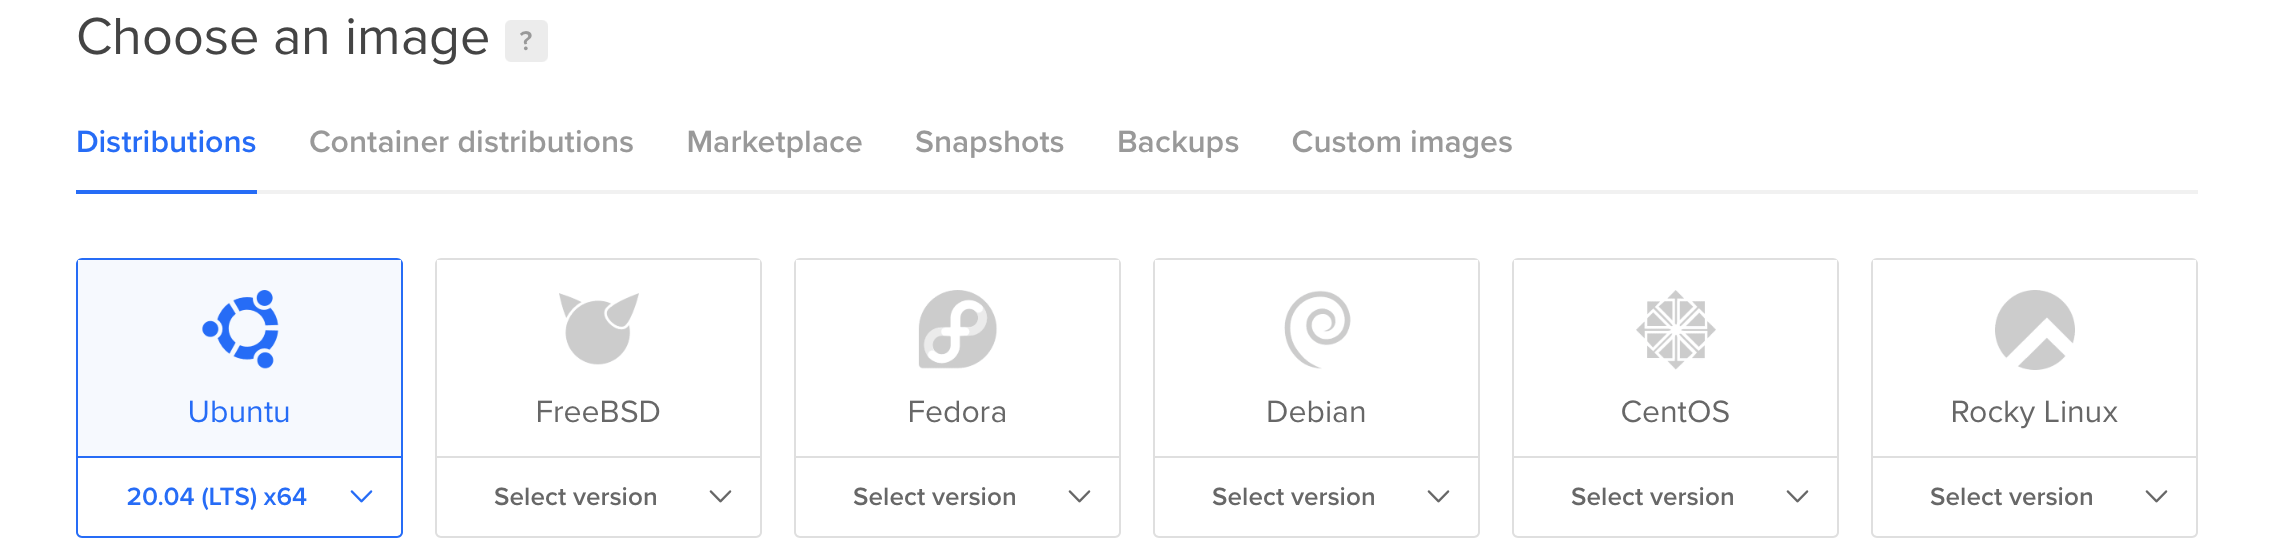 Choose an image ?
Distributions Container distributions Marketplace Snapshots Backups Custom images
Ubuntu FreeBSD Fedora Debian CentOS Rocky Linux
20.04 (LTS) x64 Select version Select version Select version Select version Select version